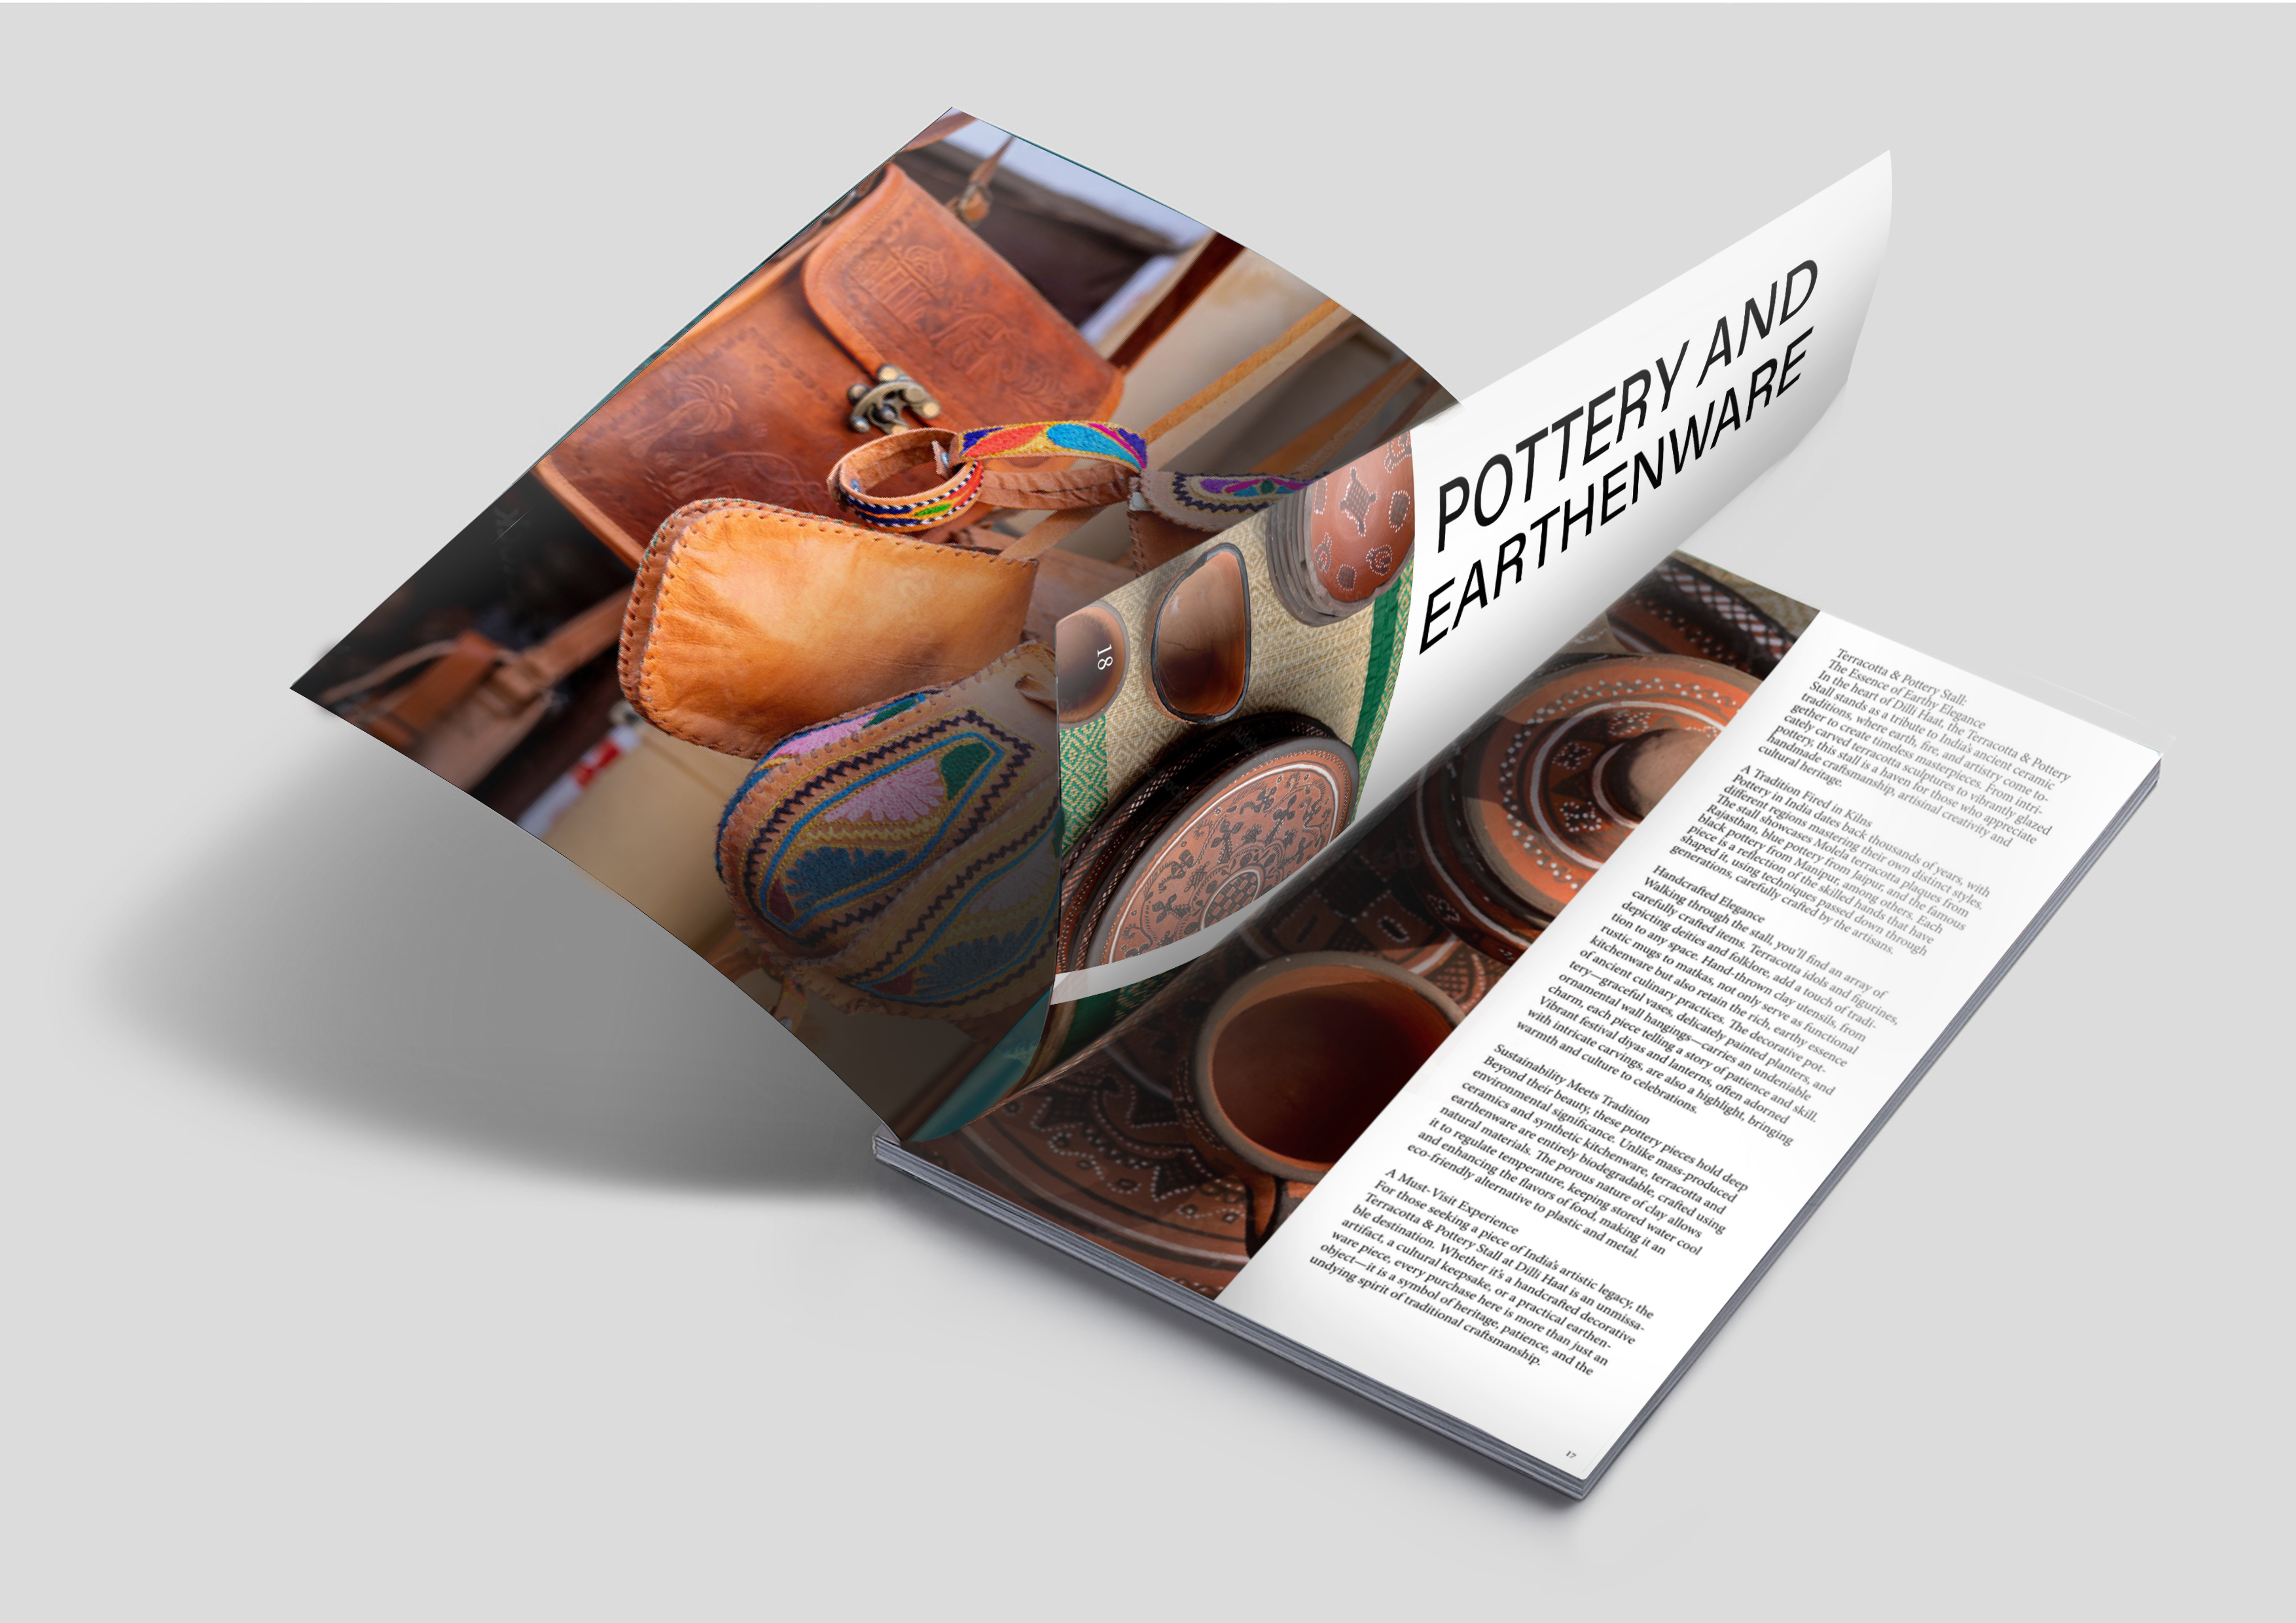 POTTERY AND
EARTHENWARE
18
Terracotta & Pottery Stall:
The Essence of Earthy Elegance
In the heart of Dilli Haat, the Terracotta & Pottery
Stall stands as a tribute to India's ancient ceramic
traditions, where earth, fire, and artistry come to-
gether to create timeless masterpieces. From intri-
cately carved terracotta sculptures to vibrantly glazed
pottery, this stall is a haven for those who appreciate
handmade craftsmanship, artisinal creativity and
cultural heritage.
A Tradition Fired in Kilns
Pottery in India dates back thousands of years, with
different regions mastering their own distinct styles.
The stall showcases Molela terracotta plaques from
Rajasthan, blue pottery from Jaipur, and the famous
black pottery from Manipur, among others. Each
piece is a reflection of the skilled hands that have
shaped it, using techniques passed down through
generations, carefully crafted by the artisans.
Handcrafted Elegance
Walking through the stall, you'll find an array of
carefully crafted items. Terracotta idols and figurines,
depicting deities and folklore, add a touch of tradi-
tion to any space. Hand-thrown clay utensils, from
rustic mugs to matkas, not only serve as functional
kitchenware but also retain the rich, earthy essence
of ancient culinary practices. The decorative pot-
tery—graceful vases, delicately painted planters, and
ornamental wall hangings—carries an undeniable
charm, each piece telling a story of patience and skill.
Vibrant festival diyas and lanterns, often adorned
with intricate carvings, are also a highlight, bringing
warmth and culture to celebrations.
Sustainability Meets Tradition
Beyond their beauty, these pottery pieces hold deep
environmental significance. Unlike mass-produced
ceramics and synthetic kitchenware, terracotta and
earthenware are entirely biodegradable, crafted using
natural materials. The porous nature of clay allows
it to regulate temperature, keeping stored water cool
and enhancing the flavors of food, making it an
eco-friendly alternative to plastic and metal.
A Must-Visit Experience
For those seeking a piece of India's artistic legacy, the
Terracotta & Pottery Stall at Dilli Haat is an unmissa-
ble destination. Whether it's a handcrafted decorative
artifact, a cultural keepsake, or a practical earthen-
ware piece, every purchase here is more than just an
object—it is a symbol of heritage, patience, and the
undying spirit of traditional craftsmanship.
17